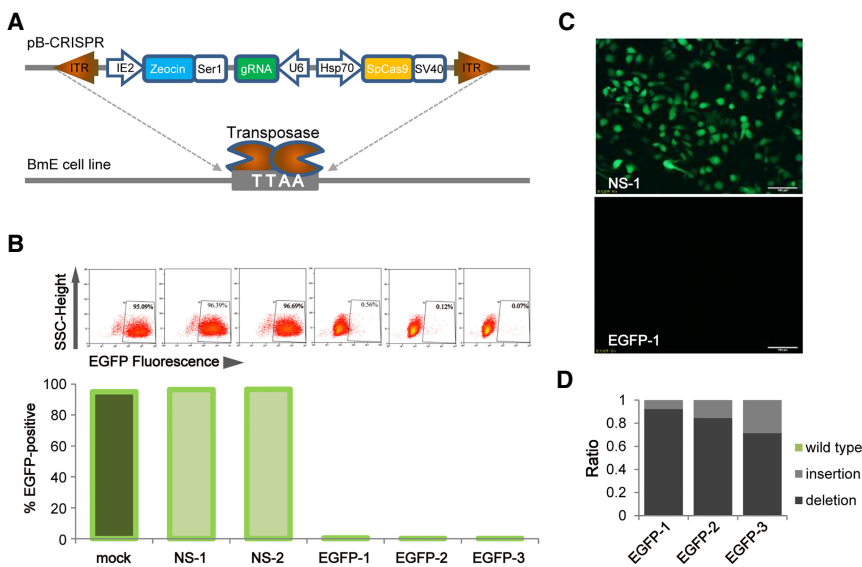 A
pB-CRISPR
ITR
IE2
Zeocin
Ser1
gRNA
U6
Hsp70
SpCas9
SV40
ITR
Transposase
BmE cell line
TTAA
B
SSC-Height
95.09%
96.39%
96.69%
0.56%
0.12%
0.07%
EGFP Fluorescence
% EGFP-positive
100
80
60
40
20
0
mock
NS-1
NS-2
EGFP-1
EGFP-2
EGFP-3
C
NS-1
EGFP-1
D
Ratio
1
0.8
0.6
0.4
0.2
0
EGFP-1
EGFP-2
EGFP-3
wild type
insertion
deletion